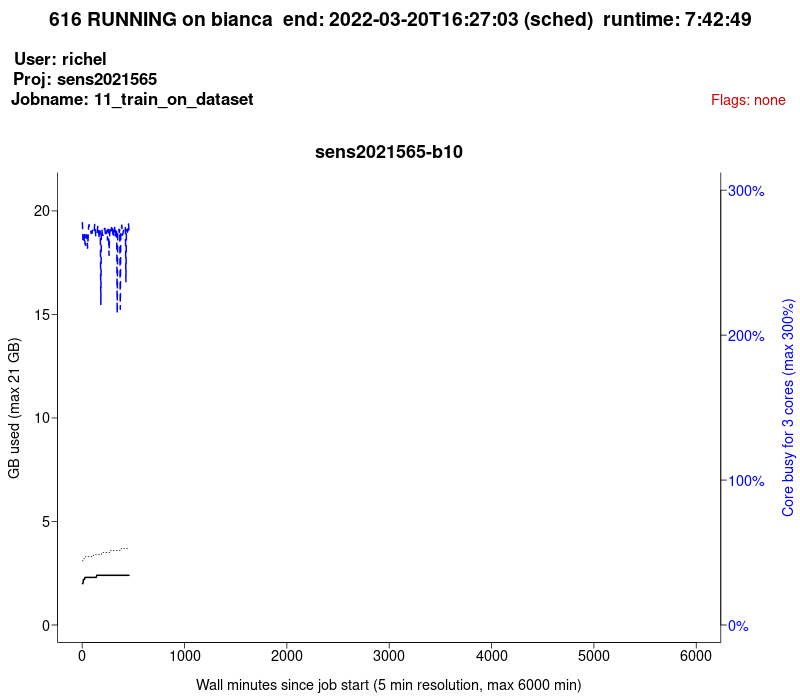 616 RUNNING on bianca  end: 2022-03-20T16:27:03 (sched)  runtime: 7:42:49
User: richel
Proj: sens2021565
Jobname: 11_train_on_dataset
Flags: none
sens2021565-b10
GB used (max 21 GB)
20
15
10
5
0
300%
200%
100%
0%
Core busy for 3 cores (max 300%)
0
1000
2000
3000
4000
5000
6000
Wall minutes since job start (5 min resolution, max 6000 min)